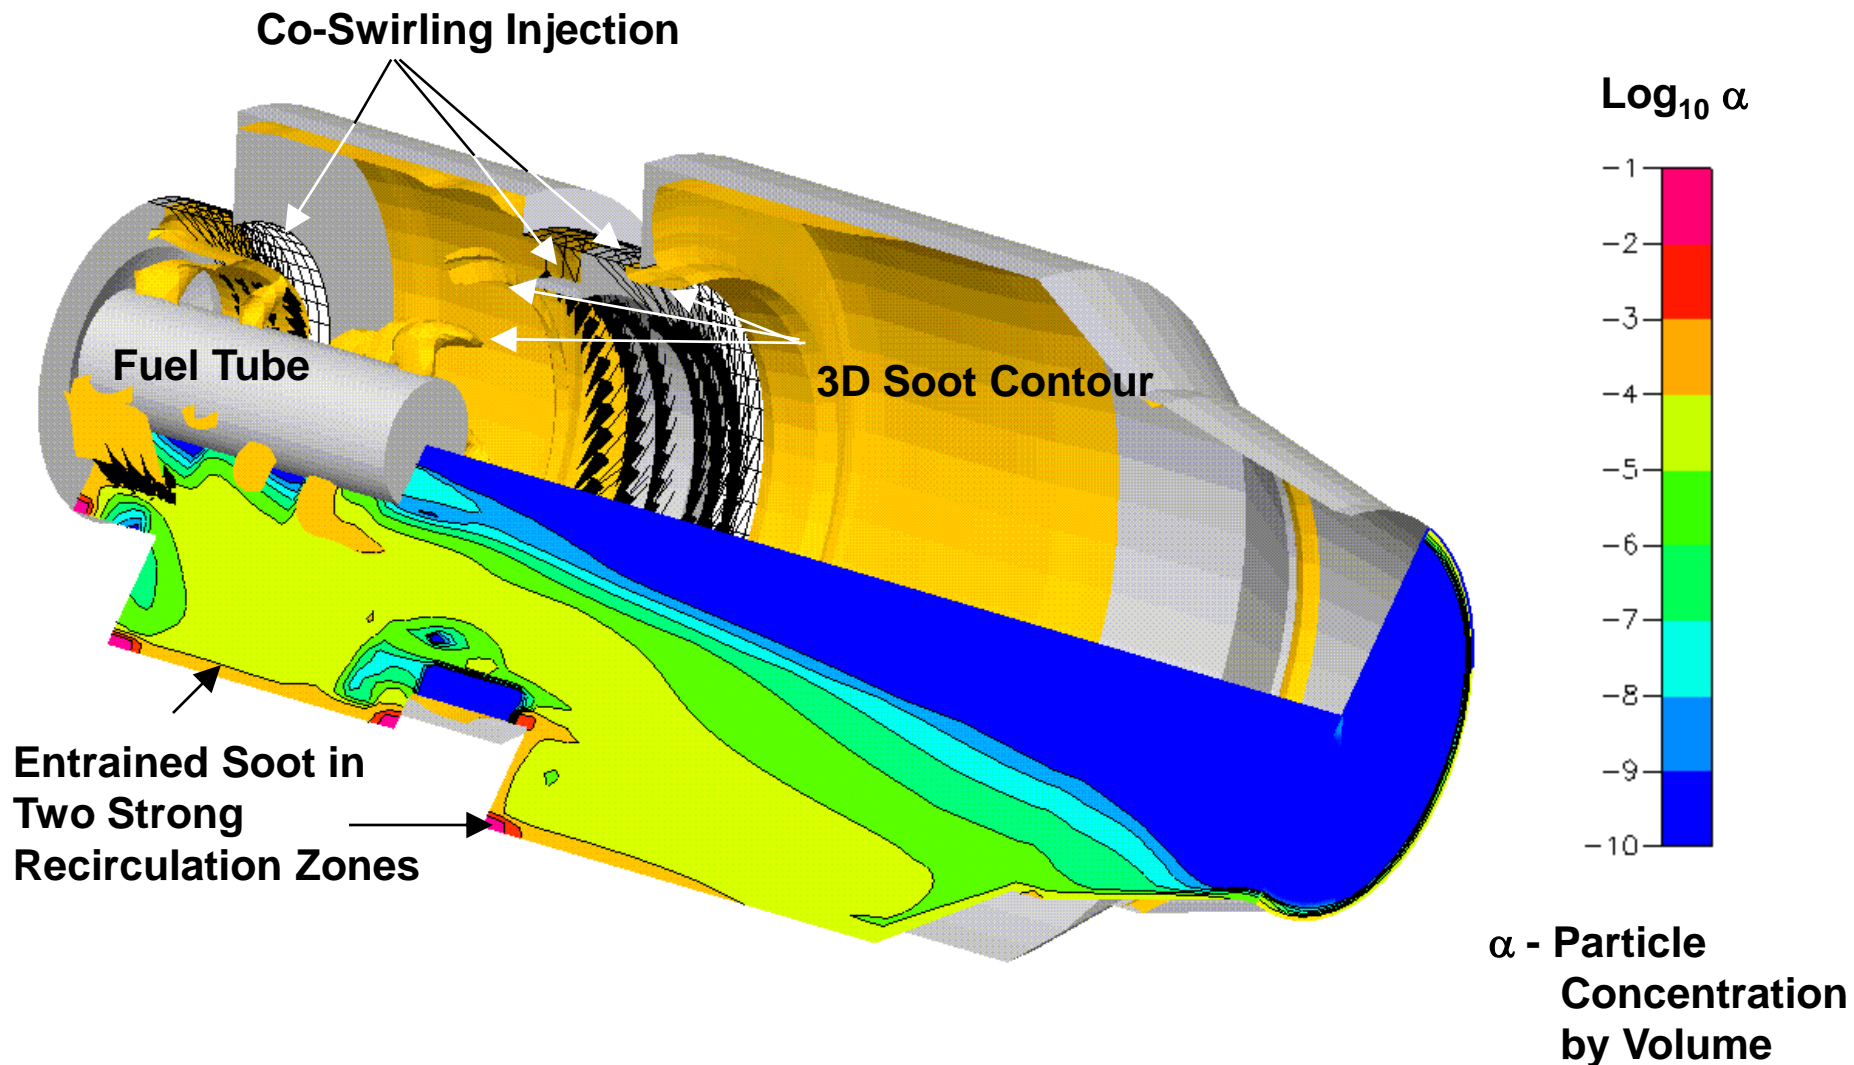 Co-Swirling Injection
Log10 α
Fuel Tube
3D Soot Contour
Entrained Soot in
Two Strong
Recirculation Zones
-1
-2
-3
-4
-5
-6
-7
-8
-9
-10
α - Particle
Concentration
by Volume